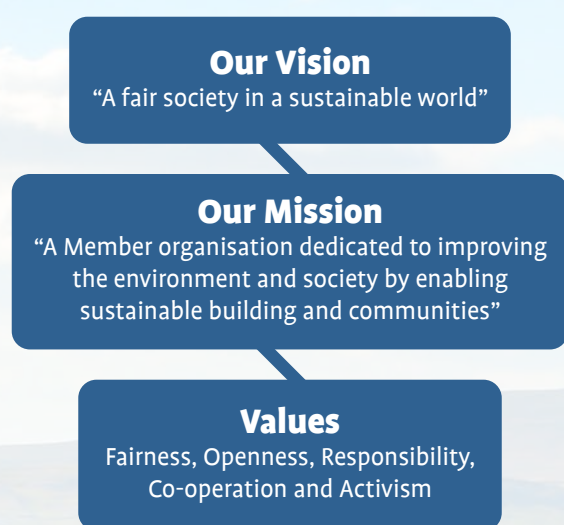 Our Vision
“A fair society in a sustainable world”
Our Mission
“A Member organisation dedicated to improving
the environment and society by enabling
sustainable building and communities”
Values
Fairness, Openness, Responsibility,
Co-operation and Activism